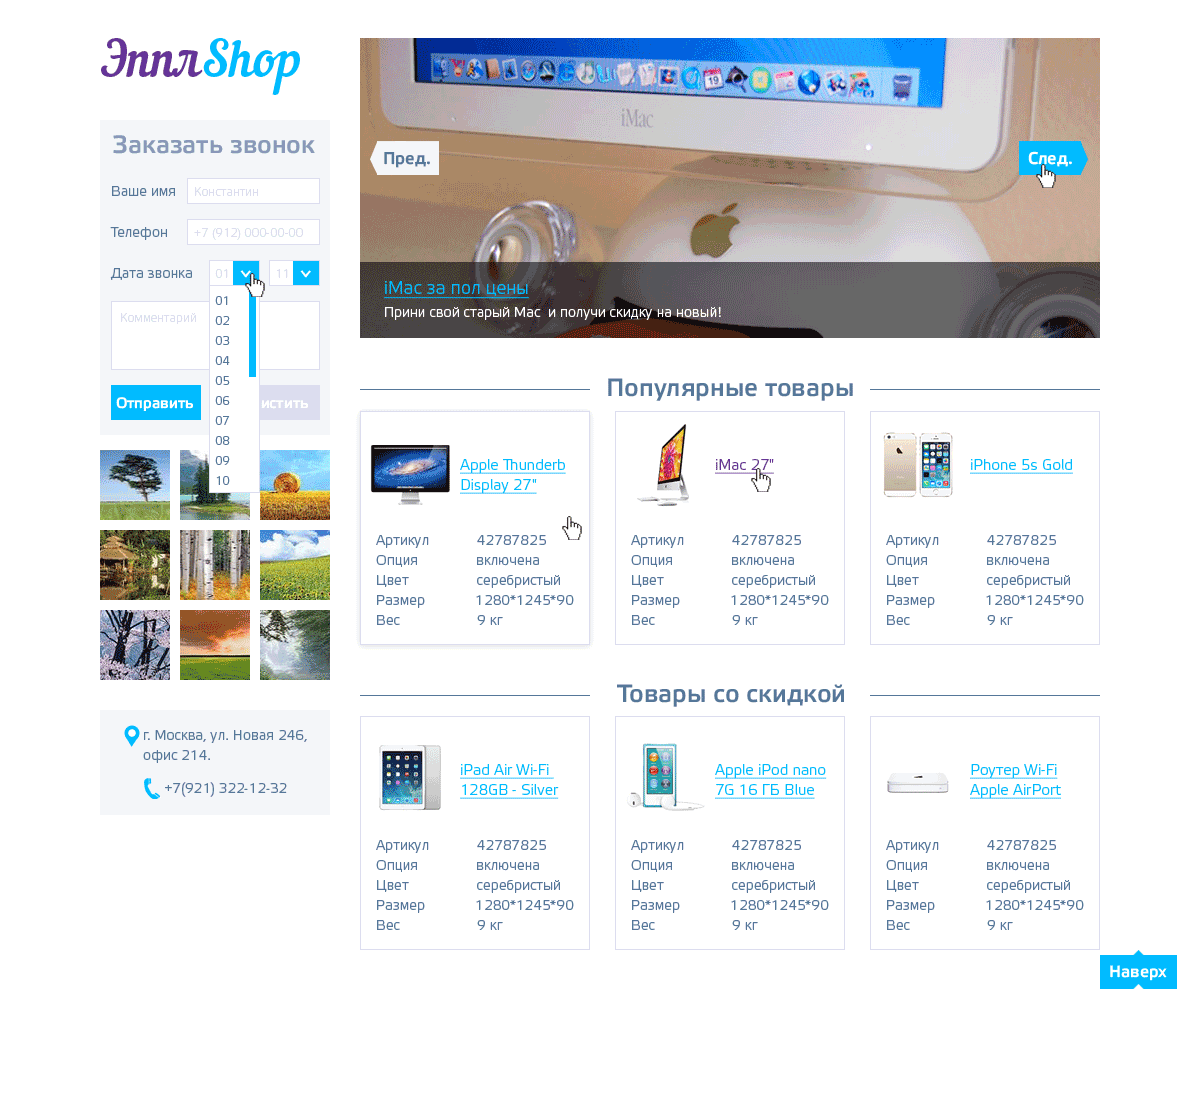 ЭпплShop
Заказать звонок
Ваше имя Константин
Телефон +7 (912) 000-00-00
Дата звонка 01 11
Комментарий
01
02
03
04
05
06
07
08
09
10
Отправить истить
г. Москва, ул. Новая 246,
офис 214.
+7(921) 322-12-32
iMac
Пред.
След.
iMac за пол цены
Прини свой старый Mac и получи скидку на новый!
Популярные товары
Apple Thunderb
Display 27"
Артикул 42787825
Опция включена
Цвет серебристый
Размер 1280*1245*90
Вес 9 кг
iMac 27"
Артикул 42787825
Опция включена
Цвет серебристый
Размер 1280*1245*90
Вес 9 кг
iPhone 5s Gold
Артикул 42787825
Опция включена
Цвет серебристый
Размер 1280*1245*90
Вес 9 кг
Товары со скидкой
iPad Air Wi-Fi
128GB - Silver
Артикул 42787825
Опция включена
Цвет серебристый
Размер 1280*1245*90
Вес 9 кг
Apple iPod nano
7G 16 ГБ Blue
Артикул 42787825
Опция включена
Цвет серебристый
Размер 1280*1245*90
Вес 9 кг
Роутер Wi-Fi
Apple AirPort
Артикул 42787825
Опция включена
Цвет серебристый
Размер 1280*1245*90
Вес 9 кг
Наверх